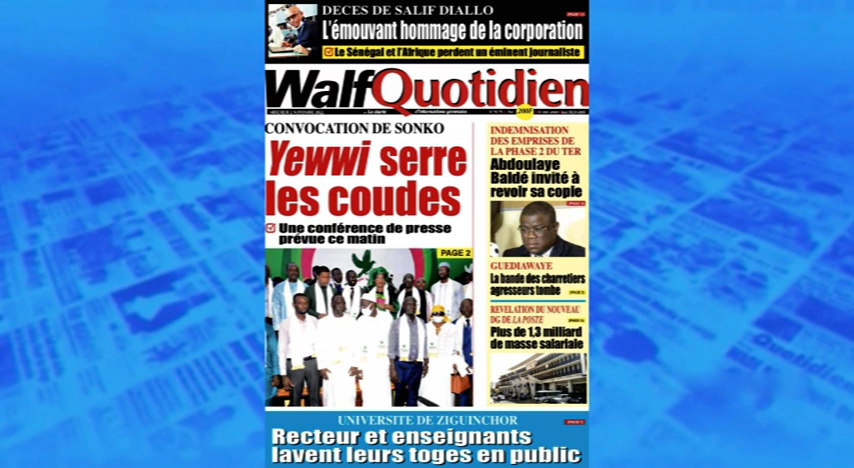 DECES DE SALIF DIALLO
L'émouvant hommage de la corporation
Le Sénégal et l'Afrique perdent un éminent journaliste
WalfQuotidien
200F
CONVOCATION DE SONKO
Yewwi serre
les coudes
Une conférence de presse
prévue ce matin
PAGE 2
INDEMNISATION
DES EMPRISES DE
LA PHASE 2 DU TER
Abdoulaye
Baldé invité à
revoir sa copie
GUEDIAWAYE
La bande des charretiers
agresseurs tombe
REVELATION DU NOUVEAU
DG DE LA POSTE
Plus de 1,3 milliard
de masse salariale
UNIVERSITE DE ZIGUINCHOR
Recteur et enseignants
lavent leurs toges en public
Quotidien